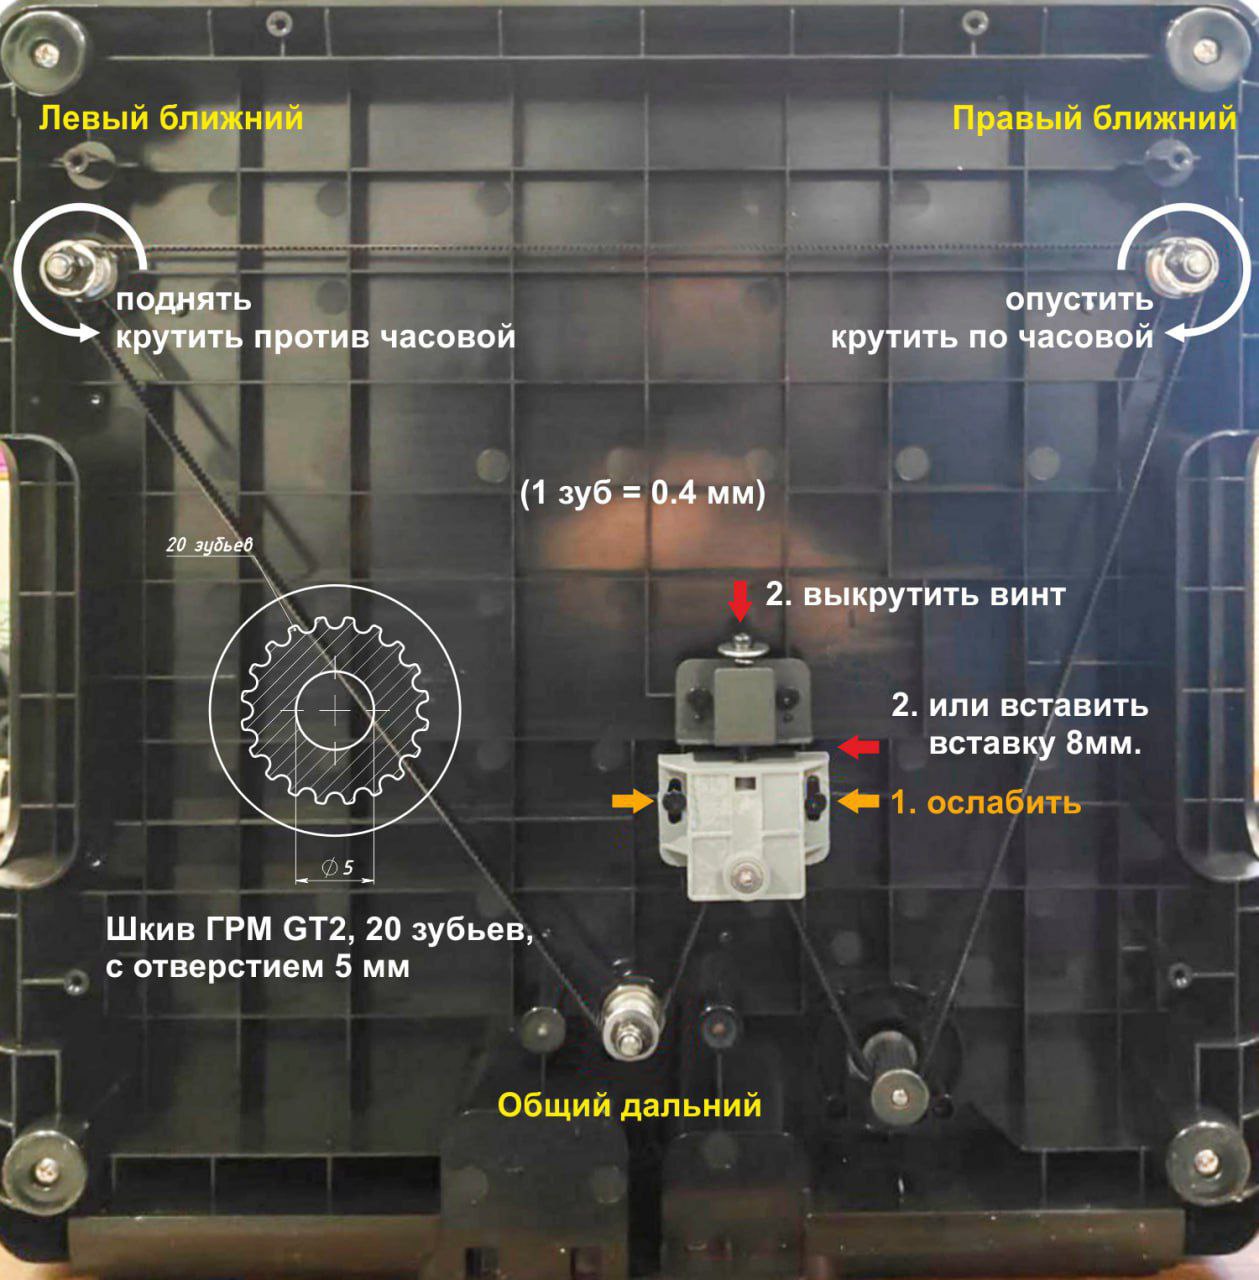 Левый ближний
Правый ближний
поднять
крутить против часовой
опустить
крутить по часовой
(1 зуб = 0.4 мм)
20 зубьев
2. выкрутить винт
2. или вставить
вставку 8мм.
1. ослабить
∅ 5
Шкив ГРМ GT2, 20 зубьев,
с отверстием 5 мм
Общий дальний